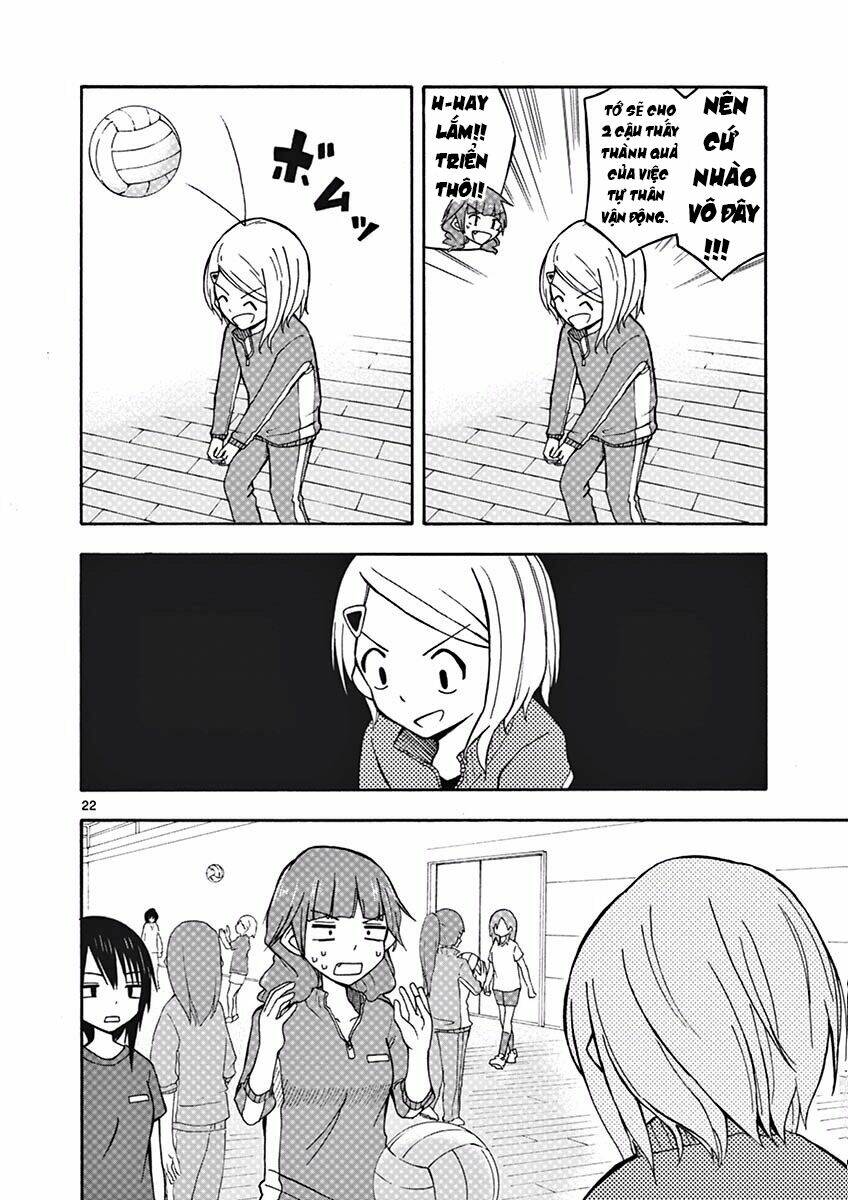 NÊN
CỨ
NHÀO
VÔ ĐÂY
!!!
TỚ SẼ CHO
2 CẬU THẤY
THÀNH QUẢ
CỦA VIỆC
TỰ THÂN
VẬN ĐỘNG.
H-HAY
LẮM!!
TRIỂN
THÔI!
ボムッ
22